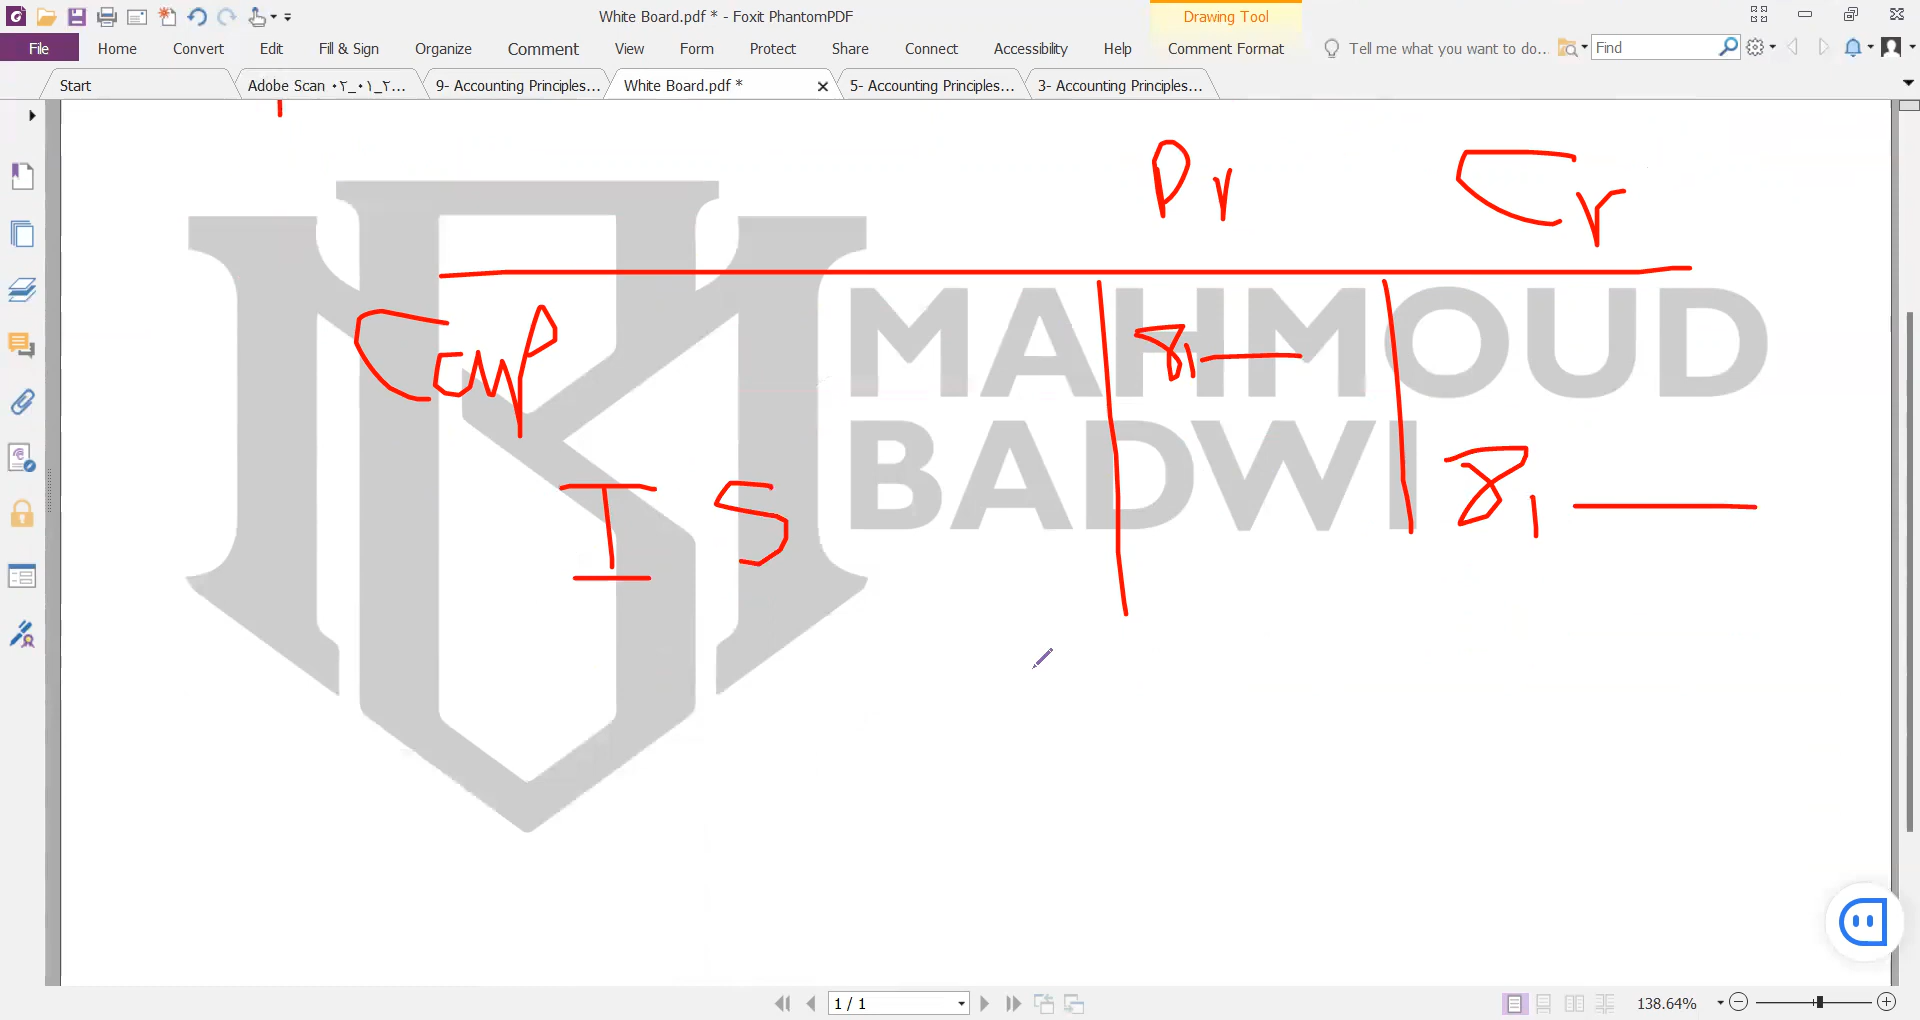 White Board.pdf * - Foxit PhantomPDF
Drawing Tool
File Home Convert Edit Fill & Sign Organize Comment View Form Protect Share Connect Accessibility Help Comment Format Tell me what you want to do... Find
Start Adobe Scan ٠٢_٠١_٢... 9- Accounting Principles... White Board.pdf * 5- Accounting Principles... 3- Accounting Principles...
Dr Cr
MAHMOUD
BADWI
I S
1 / 1 138.64%